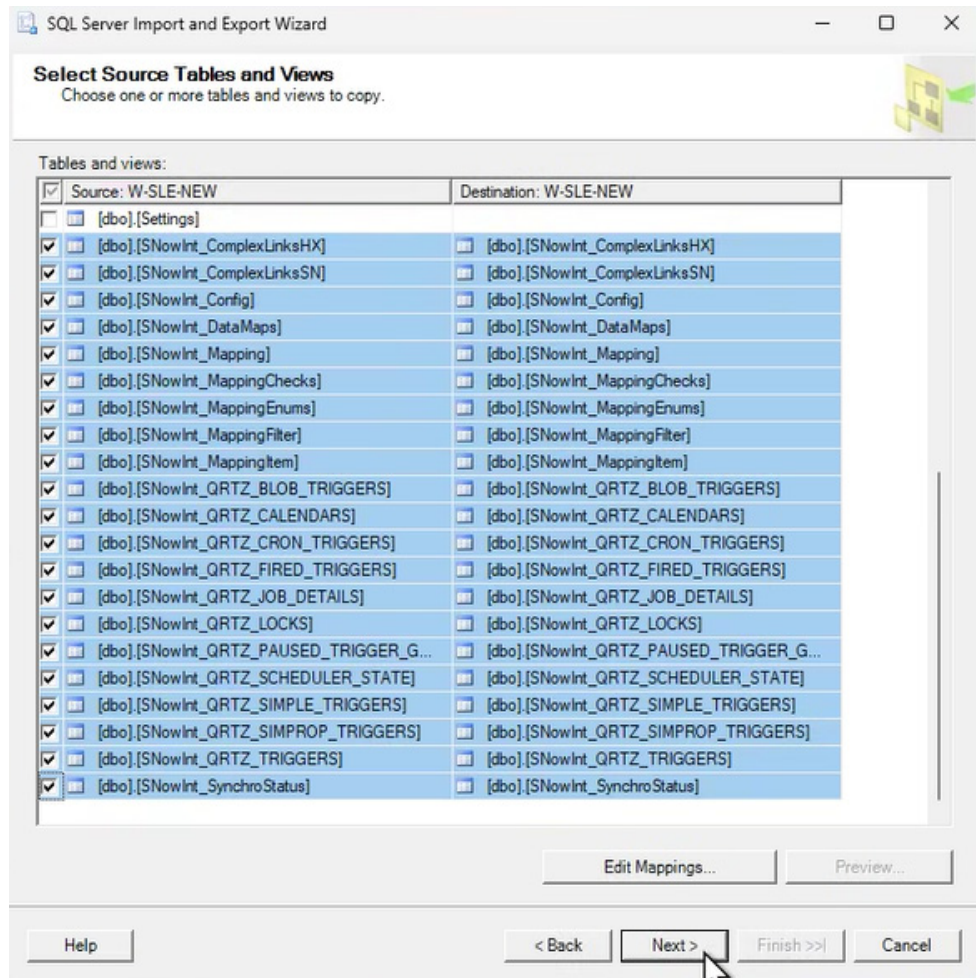 SQL Server Import and Export Wizard
Select Source Tables and Views
Choose one or more tables and views to copy.
Tables and views:
Source: W-SLE-NEW Destination: W-SLE-NEW
[dbo].[Settings]
[dbo].[SNowInt_ComplexLinksHX] [dbo].[SNowInt_ComplexLinksHX]
[dbo].[SNowInt_ComplexLinksSN] [dbo].[SNowInt_ComplexLinksSN]
[dbo].[SNowInt_Config] [dbo].[SNowInt_Config]
[dbo].[SNowInt_DataMaps] [dbo].[SNowInt_DataMaps]
[dbo].[SNowInt_Mapping] [dbo].[SNowInt_Mapping]
[dbo].[SNowInt_MappingChecks] [dbo].[SNowInt_MappingChecks]
[dbo].[SNowInt_MappingEnums] [dbo].[SNowInt_MappingEnums]
[dbo].[SNowInt_MappingFilter] [dbo].[SNowInt_MappingFilter]
[dbo].[SNowInt_MappingItem] [dbo].[SNowInt_MappingItem]
[dbo].[SNowInt_QRTZ_BLOB_TRIGGERS] [dbo].[SNowInt_QRTZ_BLOB_TRIGGERS]
[dbo].[SNowInt_QRTZ_CALENDARS] [dbo].[SNowInt_QRTZ_CALENDARS]
[dbo].[SNowInt_QRTZ_CRON_TRIGGERS] [dbo].[SNowInt_QRTZ_CRON_TRIGGERS]
[dbo].[SNowInt_QRTZ_FIRED_TRIGGERS] [dbo].[SNowInt_QRTZ_FIRED_TRIGGERS]
[dbo].[SNowInt_QRTZ_JOB_DETAILS] [dbo].[SNowInt_QRTZ_JOB_DETAILS]
[dbo].[SNowInt_QRTZ_LOCKS] [dbo].[SNowInt_QRTZ_LOCKS]
[dbo].[SNowInt_QRTZ_PAUSED_TRIGGER_G... [dbo].[SNowInt_QRTZ_PAUSED_TRIGGER_G...
[dbo].[SNowInt_QRTZ_SCHEDULER_STATE] [dbo].[SNowInt_QRTZ_SCHEDULER_STATE]
[dbo].[SNowInt_QRTZ_SIMPLE_TRIGGERS] [dbo].[SNowInt_QRTZ_SIMPLE_TRIGGERS]
[dbo].[SNowInt_QRTZ_SIMPROP_TRIGGERS] [dbo].[SNowInt_QRTZ_SIMPROP_TRIGGERS]
[dbo].[SNowInt_QRTZ_TRIGGERS] [dbo].[SNowInt_QRTZ_TRIGGERS]
[dbo].[SNowInt_SynchroStatus] [dbo].[SNowInt_SynchroStatus]
Edit Mappings... Preview...
Help < Back Next > Finish >>| Cancel